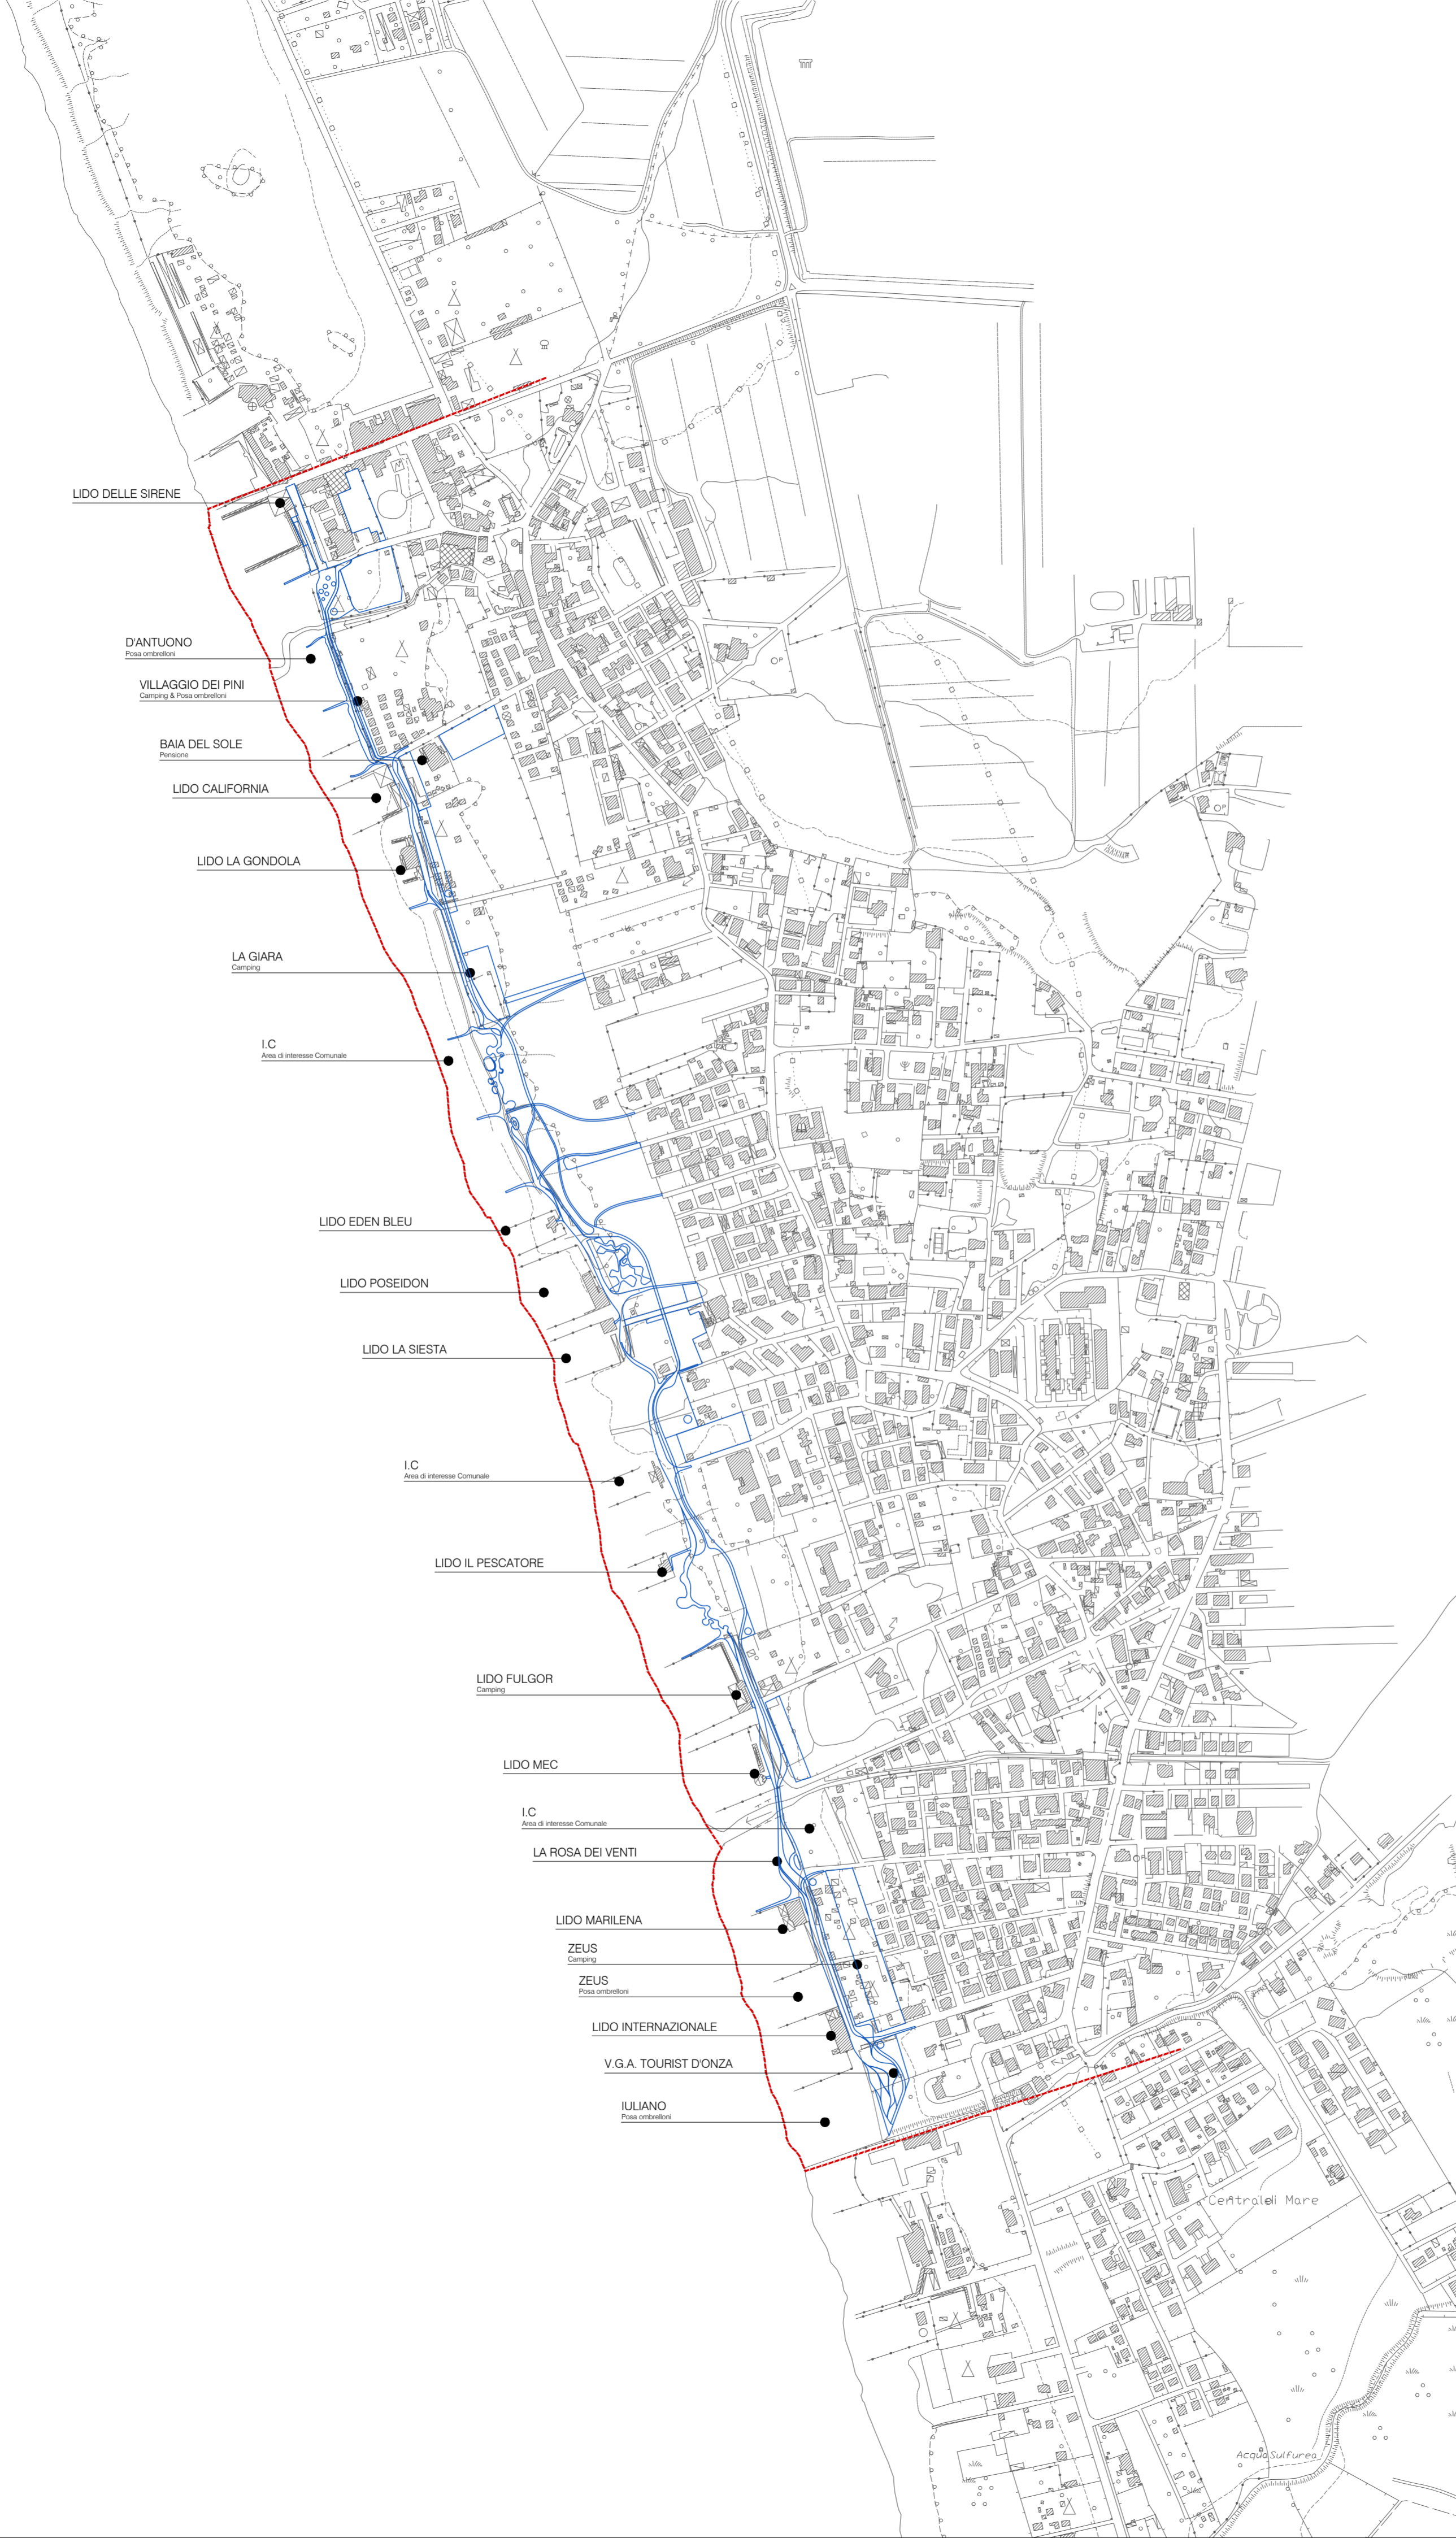 LIDO DELLE SIRENE
D'ANTUONO
Posa ombrelloni
VILLAGGIO DEI PINI
Camping & Posa ombrelloni
BAIA DEL SOLE
Pensione
LIDO CALIFORNIA
LIDO LA GONDOLA
LA GIARA
Camping
I.C
Area di interesse Comunale
LIDO EDEN BLEU
LIDO POSEIDON
LIDO LA SIESTA
I.C
Area di interesse Comunale
LIDO IL PESCATORE
LIDO FULGOR
Camping
LIDO MEC
I.C
Area di interesse Comunale
LA ROSA DEI VENTI
LIDO MARILENA
ZEUS
Camping
ZEUS
Posa ombrelloni
LIDO INTERNAZIONALE
V.G.A. TOURIST D'ONZA
IULIANO
Posa ombrelloni
Centrale di Mare
Acqua Sulfurea